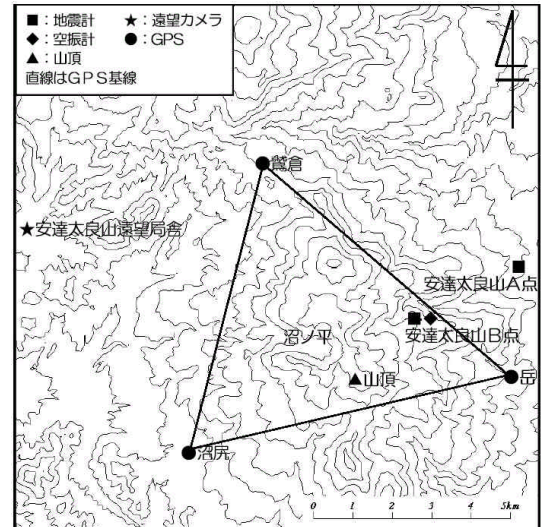 ■：地震計　★：遠望カメラ
◆：空振計　●：GPS
▲：山頂
直線はGPS基線
鷲倉
安達太良山遠望局舎
安達太良山A点
安達太良山B点
沼ノ平
山頂
岳
沼尻
0 1 2 3 4 5km